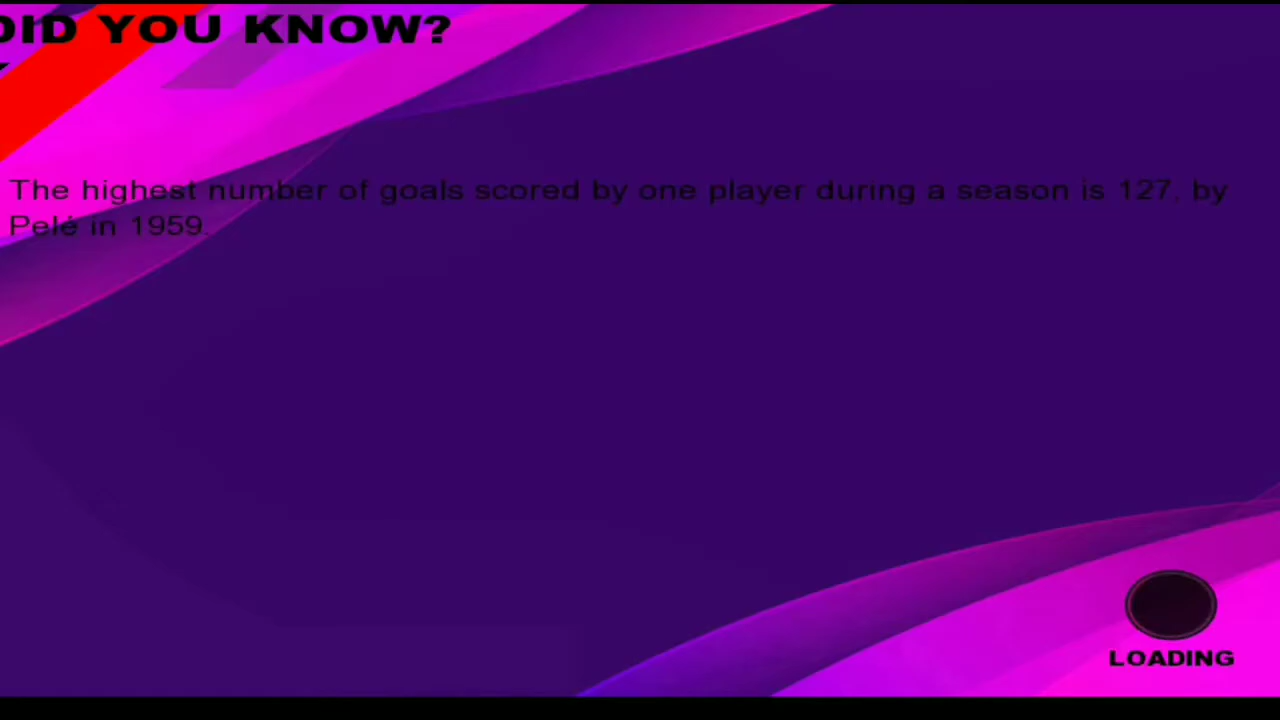 DID YOU KNOW?
The highest number of goals scored by one player during a season is 127, by
Pelé in 1959.
LOADING